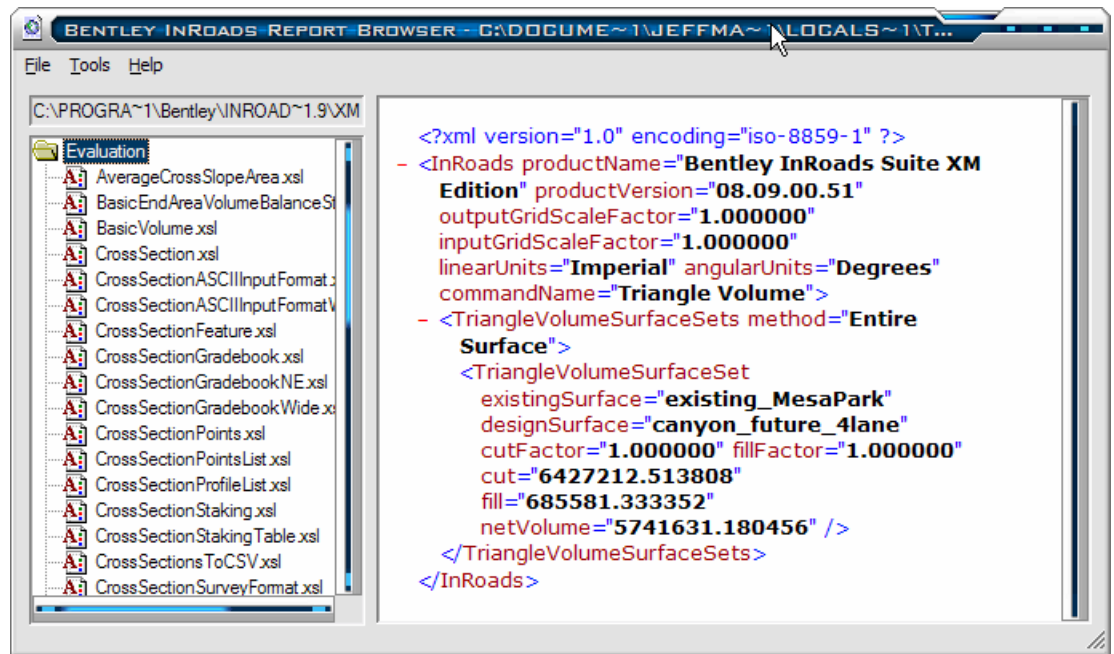 BENTLEY INROADS REPORT BROWSER - C:\DOCUME~1\JEFFMA~1\LOCALS~1\T...
File Tools Help
C:\PROGRA~1\Bentley\INROAD~1.9\XM
Evaluation
AverageCrossSlopeArea.xsl
BasicEndAreaVolumeBalanceSt
BasicVolume.xsl
CrossSection.xsl
CrossSectionASCIIInputFormat.x
CrossSectionASCIIInputFormatW
CrossSectionFeature.xsl
CrossSectionGradebook.xsl
CrossSectionGradebookNE.xsl
CrossSectionGradebookWide.xs
CrossSectionPoints.xsl
CrossSectionPointsList.xsl
CrossSectionProfileList.xsl
CrossSectionStaking.xsl
CrossSectionStakingTable.xsl
CrossSectionsToCSV.xsl
CrossSectionSurveyFormat.xsl
<?xml version="1.0" encoding="iso-8859-1" ?>
- <InRoads productName="Bentley InRoads Suite XM
Edition" productVersion="08.09.00.51"
outputGridScaleFactor="1.000000"
inputGridScaleFactor="1.000000"
linearUnits="Imperial" angularUnits="Degrees"
commandName="Triangle Volume">
- <TriangleVolumeSurfaceSets method="Entire
Surface">
<TriangleVolumeSurfaceSet
existingSurface="existing_MesaPark"
designSurface="canyon_future_4lane"
cutFactor="1.000000" fillFactor="1.000000"
cut="6427212.513808"
fill="685581.333352"
netVolume="5741631.180456" />
</TriangleVolumeSurfaceSets>
</InRoads>